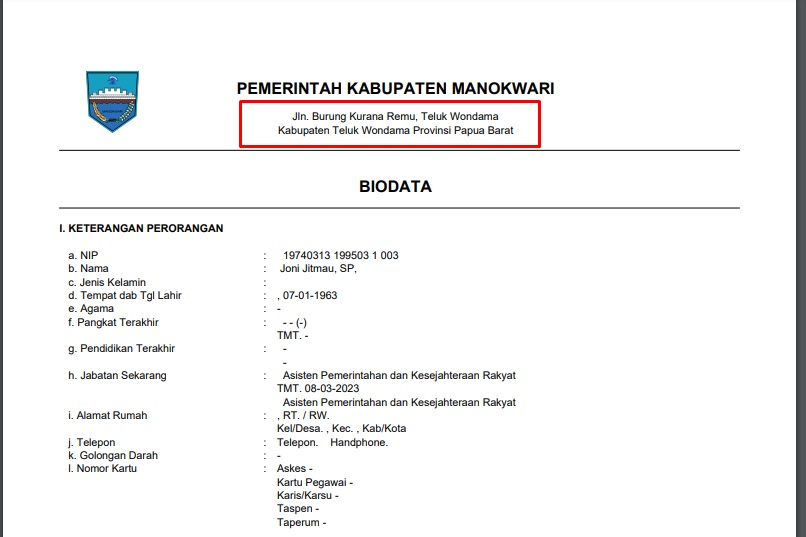 PEMERINTAH KABUPATEN MANOKWARI
Jln. Burung Kurana Remu, Teluk Wondama
Kabupaten Teluk Wondama Provinsi Papua Barat
BIODATA
I. KETERANGAN PERORANGAN
a. NIP : 19740313 199503 1 003
b. Nama : Joni Jitmau, SP,
c. Jenis Kelamin :
d. Tempat dab Tgl Lahir : , 07-01-1963
e. Agama : -
f. Pangkat Terakhir : - - (-)
TMT. -
g. Pendidikan Terakhir : -
-
h. Jabatan Sekarang : Asisten Pemerintahan dan Kesejahteraan Rakyat
TMT. 08-03-2023
Asisten Pemerintahan dan Kesejahteraan Rakyat
i. Alamat Rumah : , RT. / RW.
Kel/Desa. , Kec. , Kab/Kota
j. Telepon : Telepon. Handphone.
k. Golongan Darah : -
l. Nomor Kartu : Askes -
Kartu Pegawai -
Karis/Karsu -
Taspen -
Taperum -